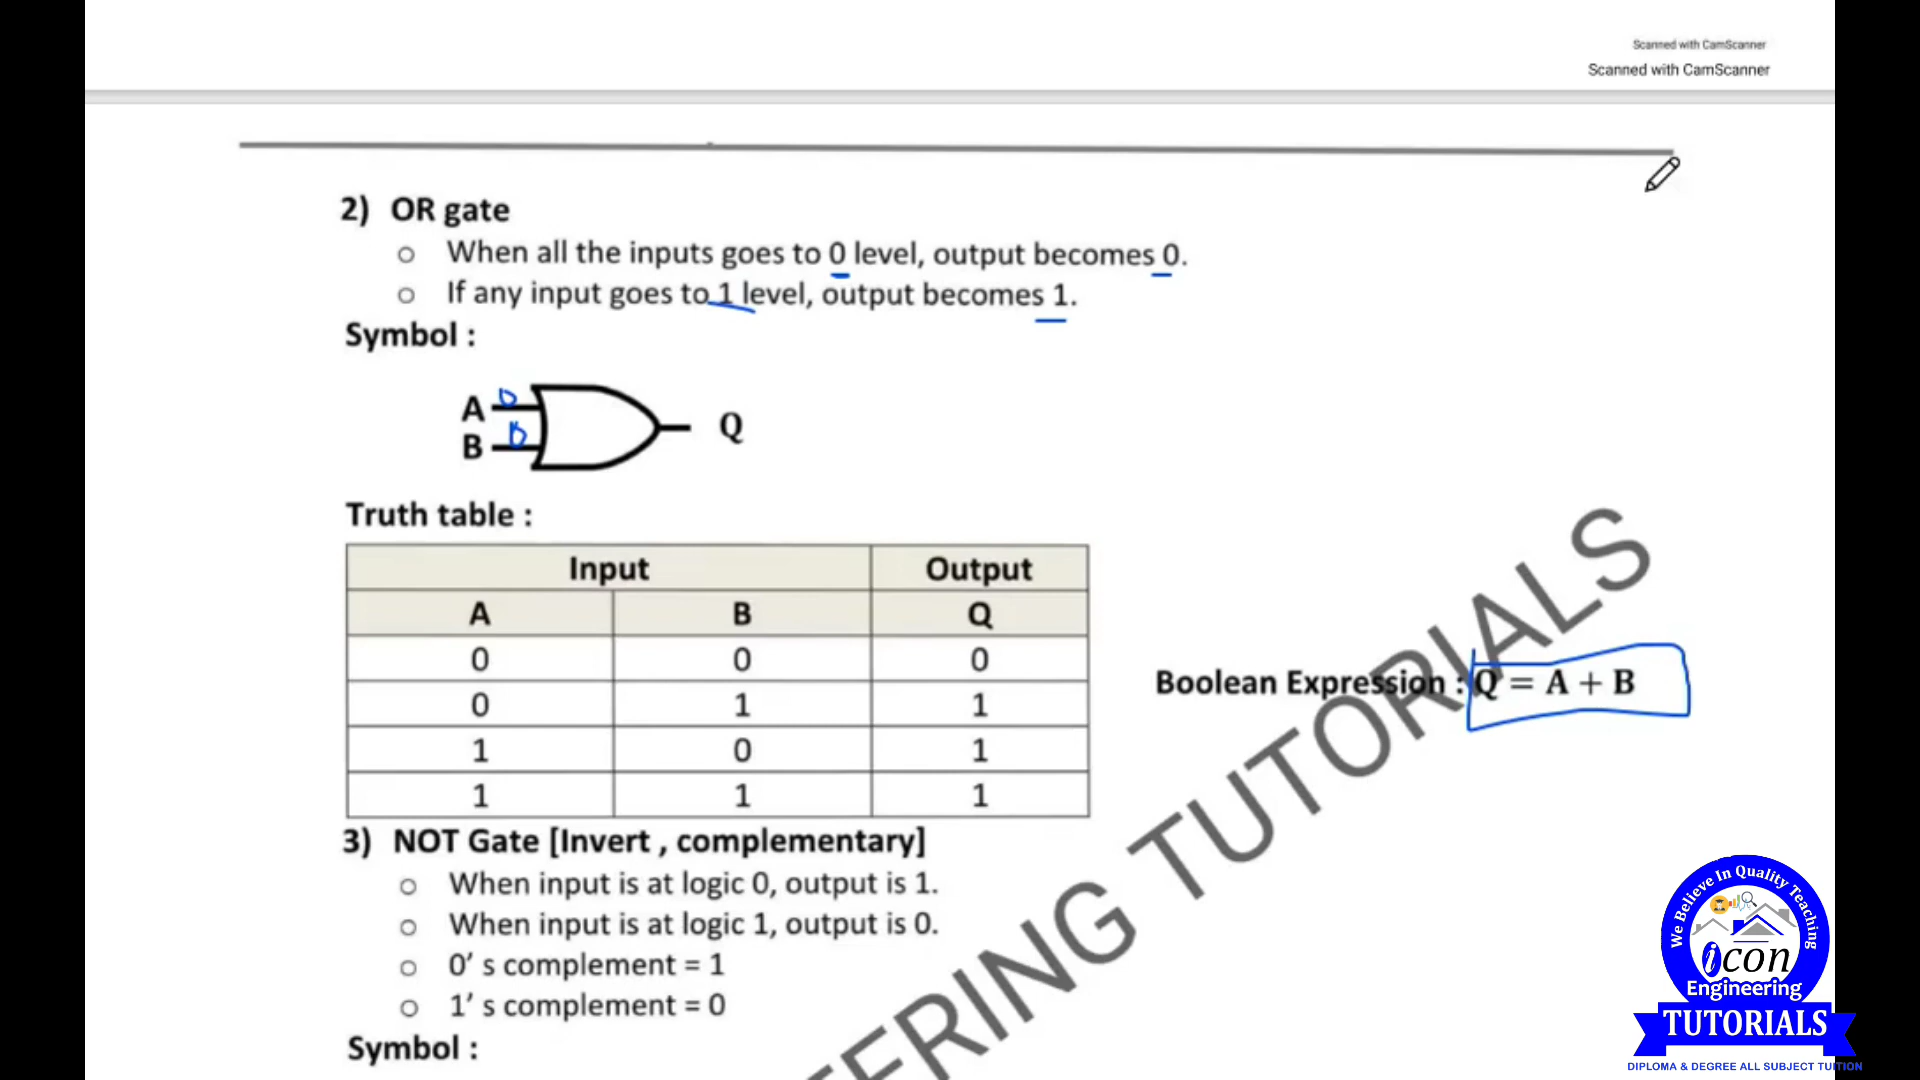 Scanned with CamScanner
Scanned with CamScanner
2) OR gate
o When all the inputs goes to 0 level, output becomes 0.
o If any input goes to 1 level, output becomes 1.
Symbol :
A 0
B 0
Q
Truth table :
Input Output
A B Q
0 0 0
0 1 1
1 0 1
1 1 1
Boolean Expression : Q = A + B
3) NOT Gate [Invert , complementary]
o When input is at logic 0, output is 1.
o When input is at logic 1, output is 0.
o 0’ s complement = 1
o 1’ s complement = 0
Symbol :
TUTORIALS
We Believe In Quality Teaching
icon
Engineering
TUTORIALS
DIPLOMA & DEGREE ALL SUBJECT TUITION